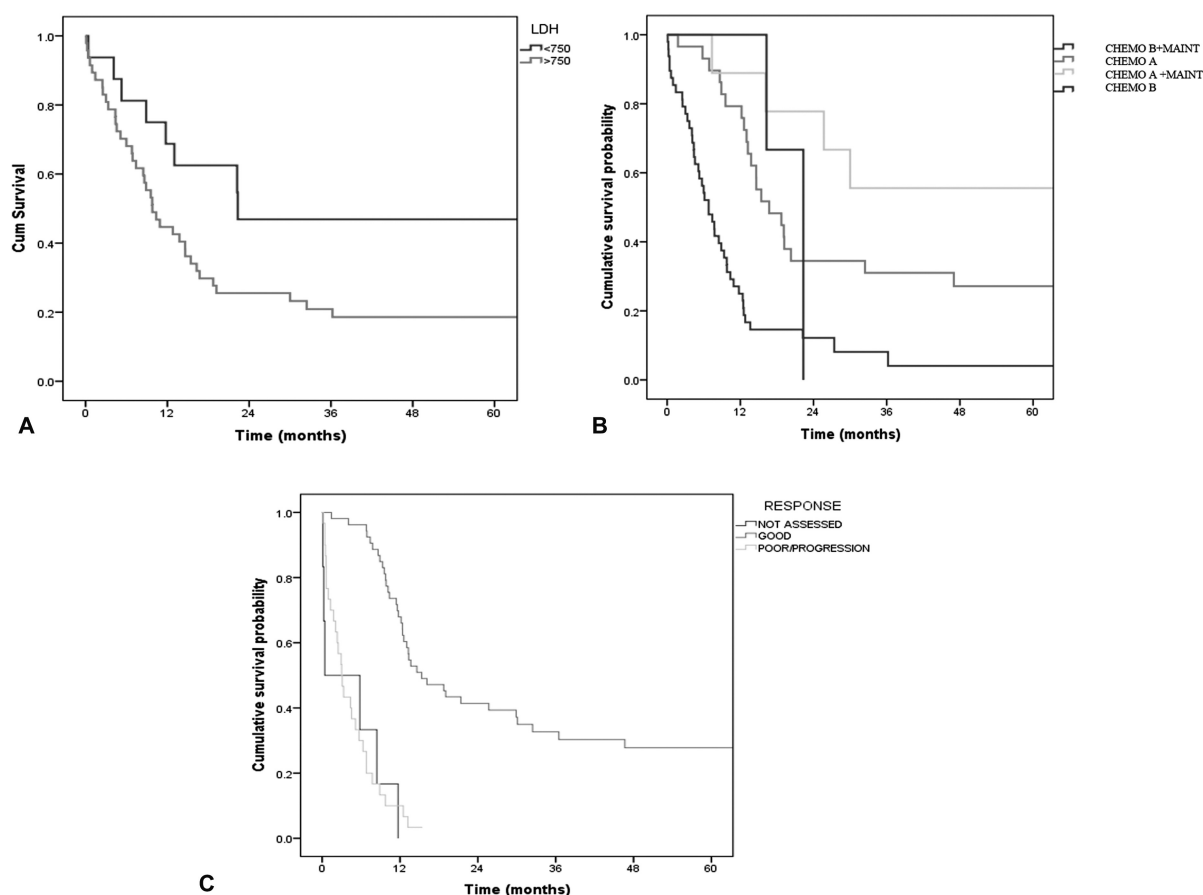 LDH
<750
>750
Cum Survival
1.0
0.8
0.6
0.4
0.2
0.0
0 12 24 36 48 60
Time (months)
A
CHEMO B+MAINT
CHEMO A
CHEMO A +MAINT
CHEMO B
Cumulative survival probability
1.0
0.8
0.6
0.4
0.2
0.0
0 12 24 36 48 60
Time (months)
B
RESPONSE
NOT ASSESSED
GOOD
POOR/PROGRESSION
Cumulative survival probability
1.0
0.8
0.6
0.4
0.2
0.0
0 12 24 36 48 60
Time (months)
C